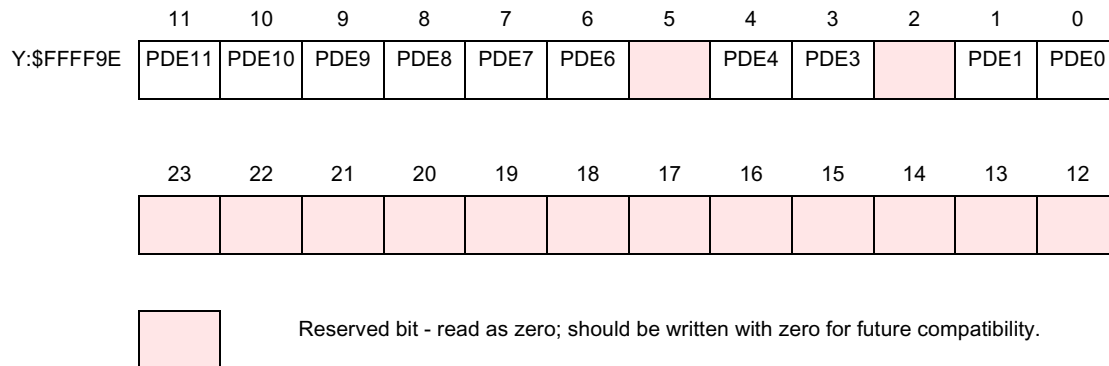 11 10 9 8 7 6 5 4 3 2 1 0
Y:$FFFF9E PDE11 PDE10 PDE9 PDE8 PDE7 PDE6 PDE4 PDE3 PDE1 PDE0
23 22 21 20 19 18 17 16 15 14 13 12
Reserved bit - read as zero; should be written with zero for future compatibility.